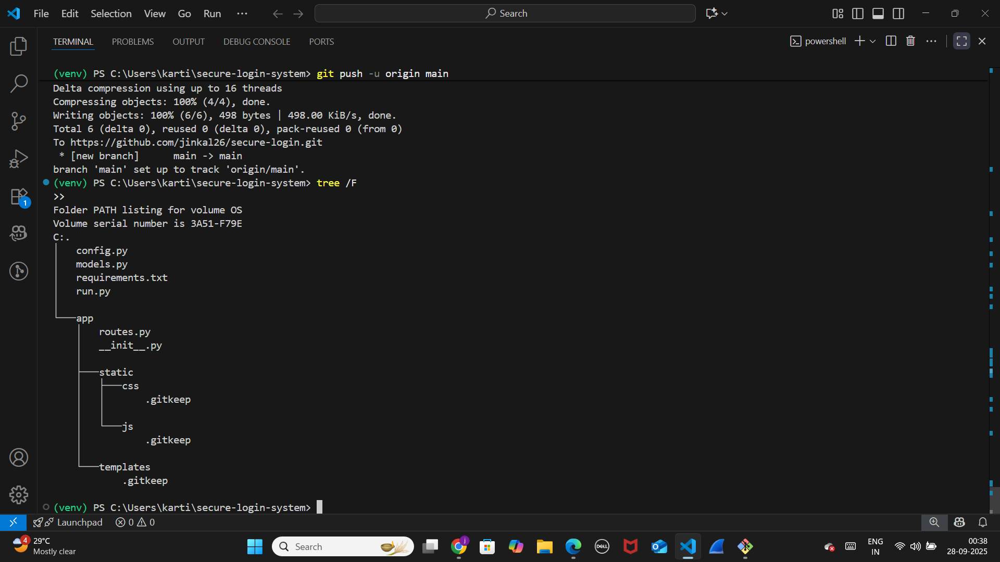 File Edit Selection View Go Run ··· Search
TERMINAL PROBLEMS OUTPUT DEBUG CONSOLE PORTS powershell
(venv) PS C:\Users\karti\secure-login-system> git push -u origin main
Delta compression using up to 16 threads
Compressing objects: 100% (4/4), done.
Writing objects: 100% (6/6), 498 bytes | 498.00 KiB/s, done.
Total 6 (delta 0), reused 0 (delta 0), pack-reused 0 (from 0)
To https://github.com/jinkal26/secure-login.git
 * [new branch]      main -> main
branch 'main' set up to track 'origin/main'.
(venv) PS C:\Users\karti\secure-login-system> tree /F
>>
Folder PATH listing for volume OS
Volume serial number is 3A51-F79E
C:.
│   config.py
│   models.py
│   requirements.txt
│   run.py
│
└───app
    │   routes.py
    │   __init__.py
    │
    ├───static
    │   ├───css
    │   │       .gitkeep
    │   │
    │   └───js
    │           .gitkeep
    │
    └───templates
            .gitkeep
(venv) PS C:\Users\karti\secure-login-system>
1
Launchpad 0 0
4
29°C
Mostly clear
Search
j
DELL
ENG
IN
00:38
28-09-2025